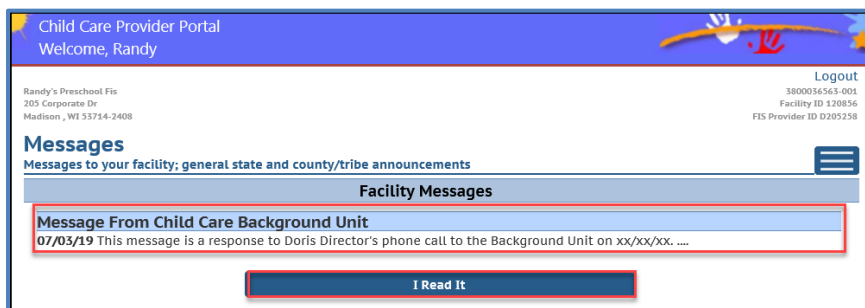 Child Care Provider Portal
Welcome, Randy
Logout
Randy's Preschool Fis
3800036563-001
205 Corporate Dr
Facility ID 120856
Madison , WI 53714-2408
FIS Provider ID D205258
Messages
Messages to your facility; general state and county/tribe announcements
Facility Messages
Message From Child Care Background Unit
07/03/19 This message is a response to Doris Director's phone call to the Background Unit on xx/xx/xx. ....
I Read It